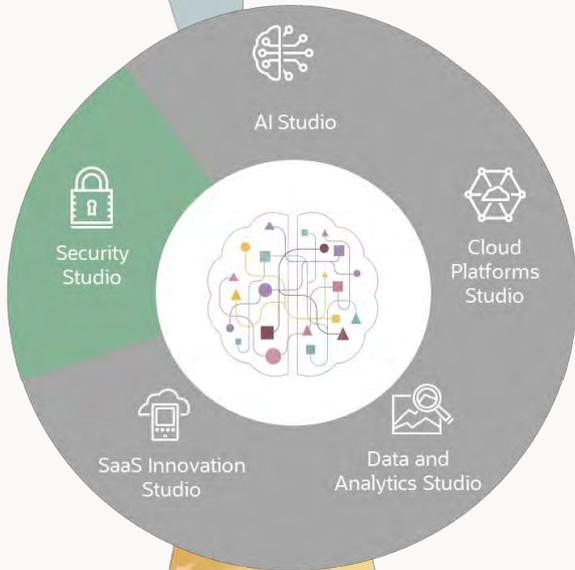 AI Studio
Cloud
Platforms
Studio
Data and
Analytics Studio
SaaS Innovation
Studio
Security
Studio